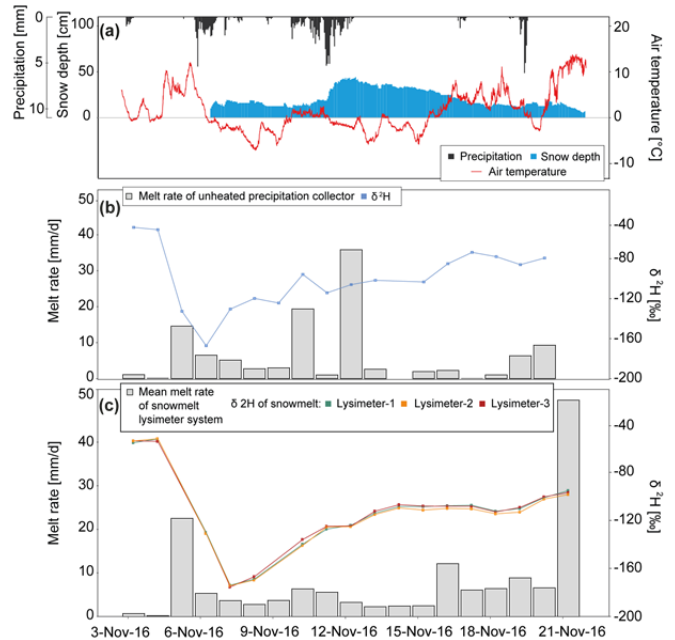 (a)
Precipitation [mm]
0
5
10
Snow depth [cm]
100
50
0
Air temperature [°C]
20
10
0
-10
Precipitation Snow depth
Air temperature
(b)
Melt rate of unheated precipitation collector δ ²H
Melt rate [mm/d]
50
40
30
20
10
0
δ ²H [‰]
-40
-80
-120
-160
-200
(c)
Mean melt rate
of snowmelt
lysimeter system
δ 2H of snowmelt: Lysimeter-1 Lysimeter-2 Lysimeter-3
Melt rate [mm/d]
50
40
30
20
10
0
δ ²H [‰]
-40
-80
-120
-160
-200
3-Nov-16 6-Nov-16 9-Nov-16 12-Nov-16 15-Nov-16 18-Nov-16 21-Nov-16